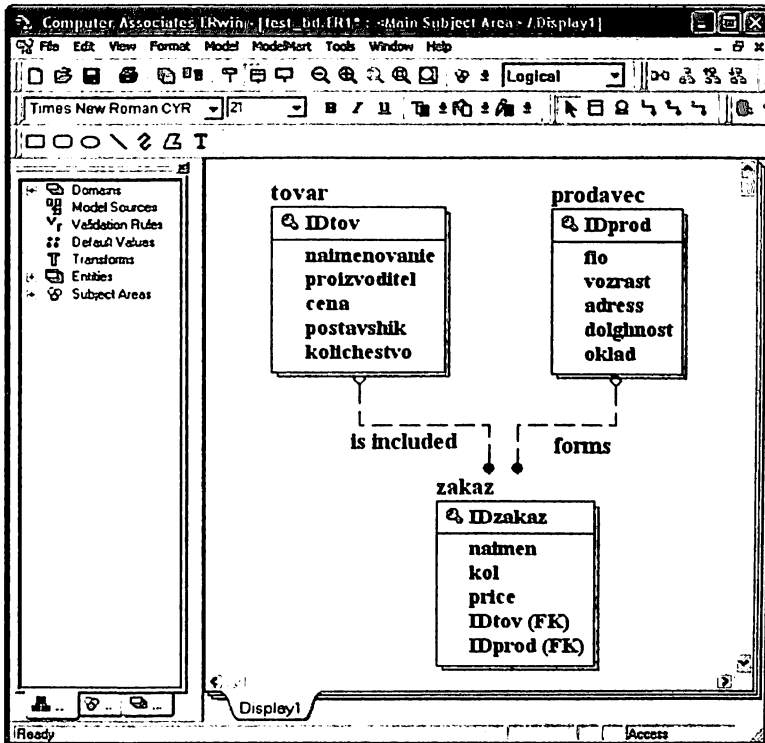 Computer Associates ERwin - [test_bd.ER1* : <Main Subject Area> / Display1]
File Edit View Format Model ModelMart Tools Window Help
Logical
Times New Roman CYR 21 B I U
T
Domains
Model Sources
Validation Rules
Default Values
Transforms
Entities
Subject Areas
tovar
IDtov
naimenovanie
proizvoditel
cena
postavshik
kolichestvo
prodavec
IDprod
fio
vozrast
adress
dolghnost
oklad
is included
forms
zakaz
IDzakaz
naimen
kol
price
IDtov (FK)
IDprod (FK)
Display1
Ready
Access